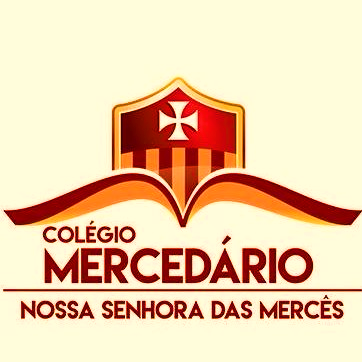 COLÉGIO
MERCEDÁRIO
NOSSA SENHORA DAS MERCÊS